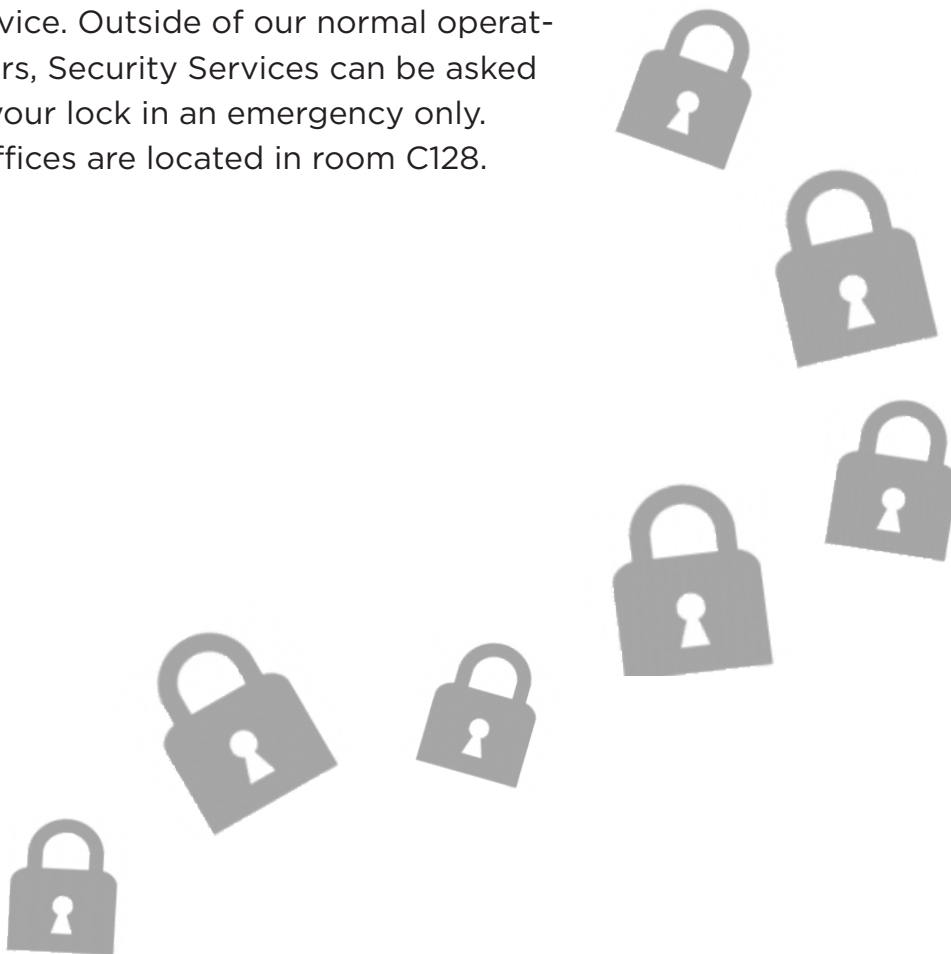 vice. Outside of our normal operat-
rs, Security Services can be asked
your lock in an emergency only.
ffices are located in room C128.